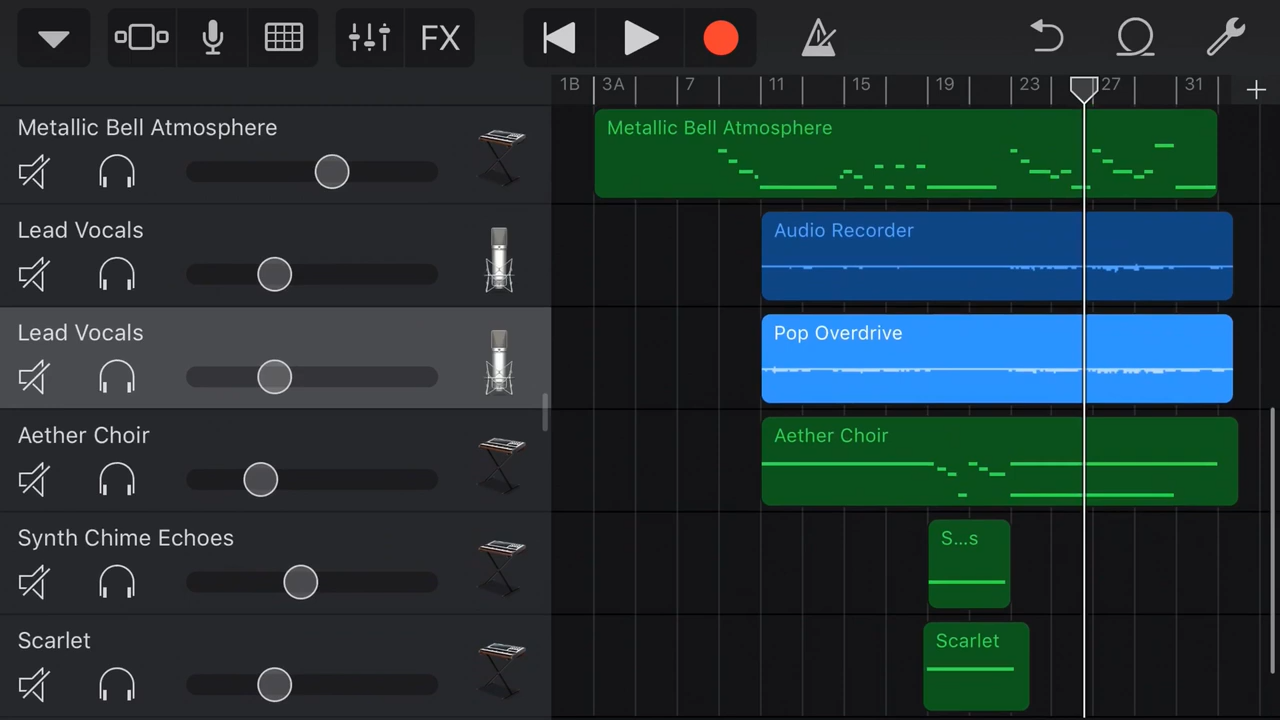 FX
1B 3A 7 11 15 19 23 27 31
Metallic Bell Atmosphere
Metallic Bell Atmosphere
Lead Vocals
Audio Recorder
Lead Vocals
Pop Overdrive
Aether Choir
Aether Choir
Synth Chime Echoes
S...s
Scarlet
Scarlet